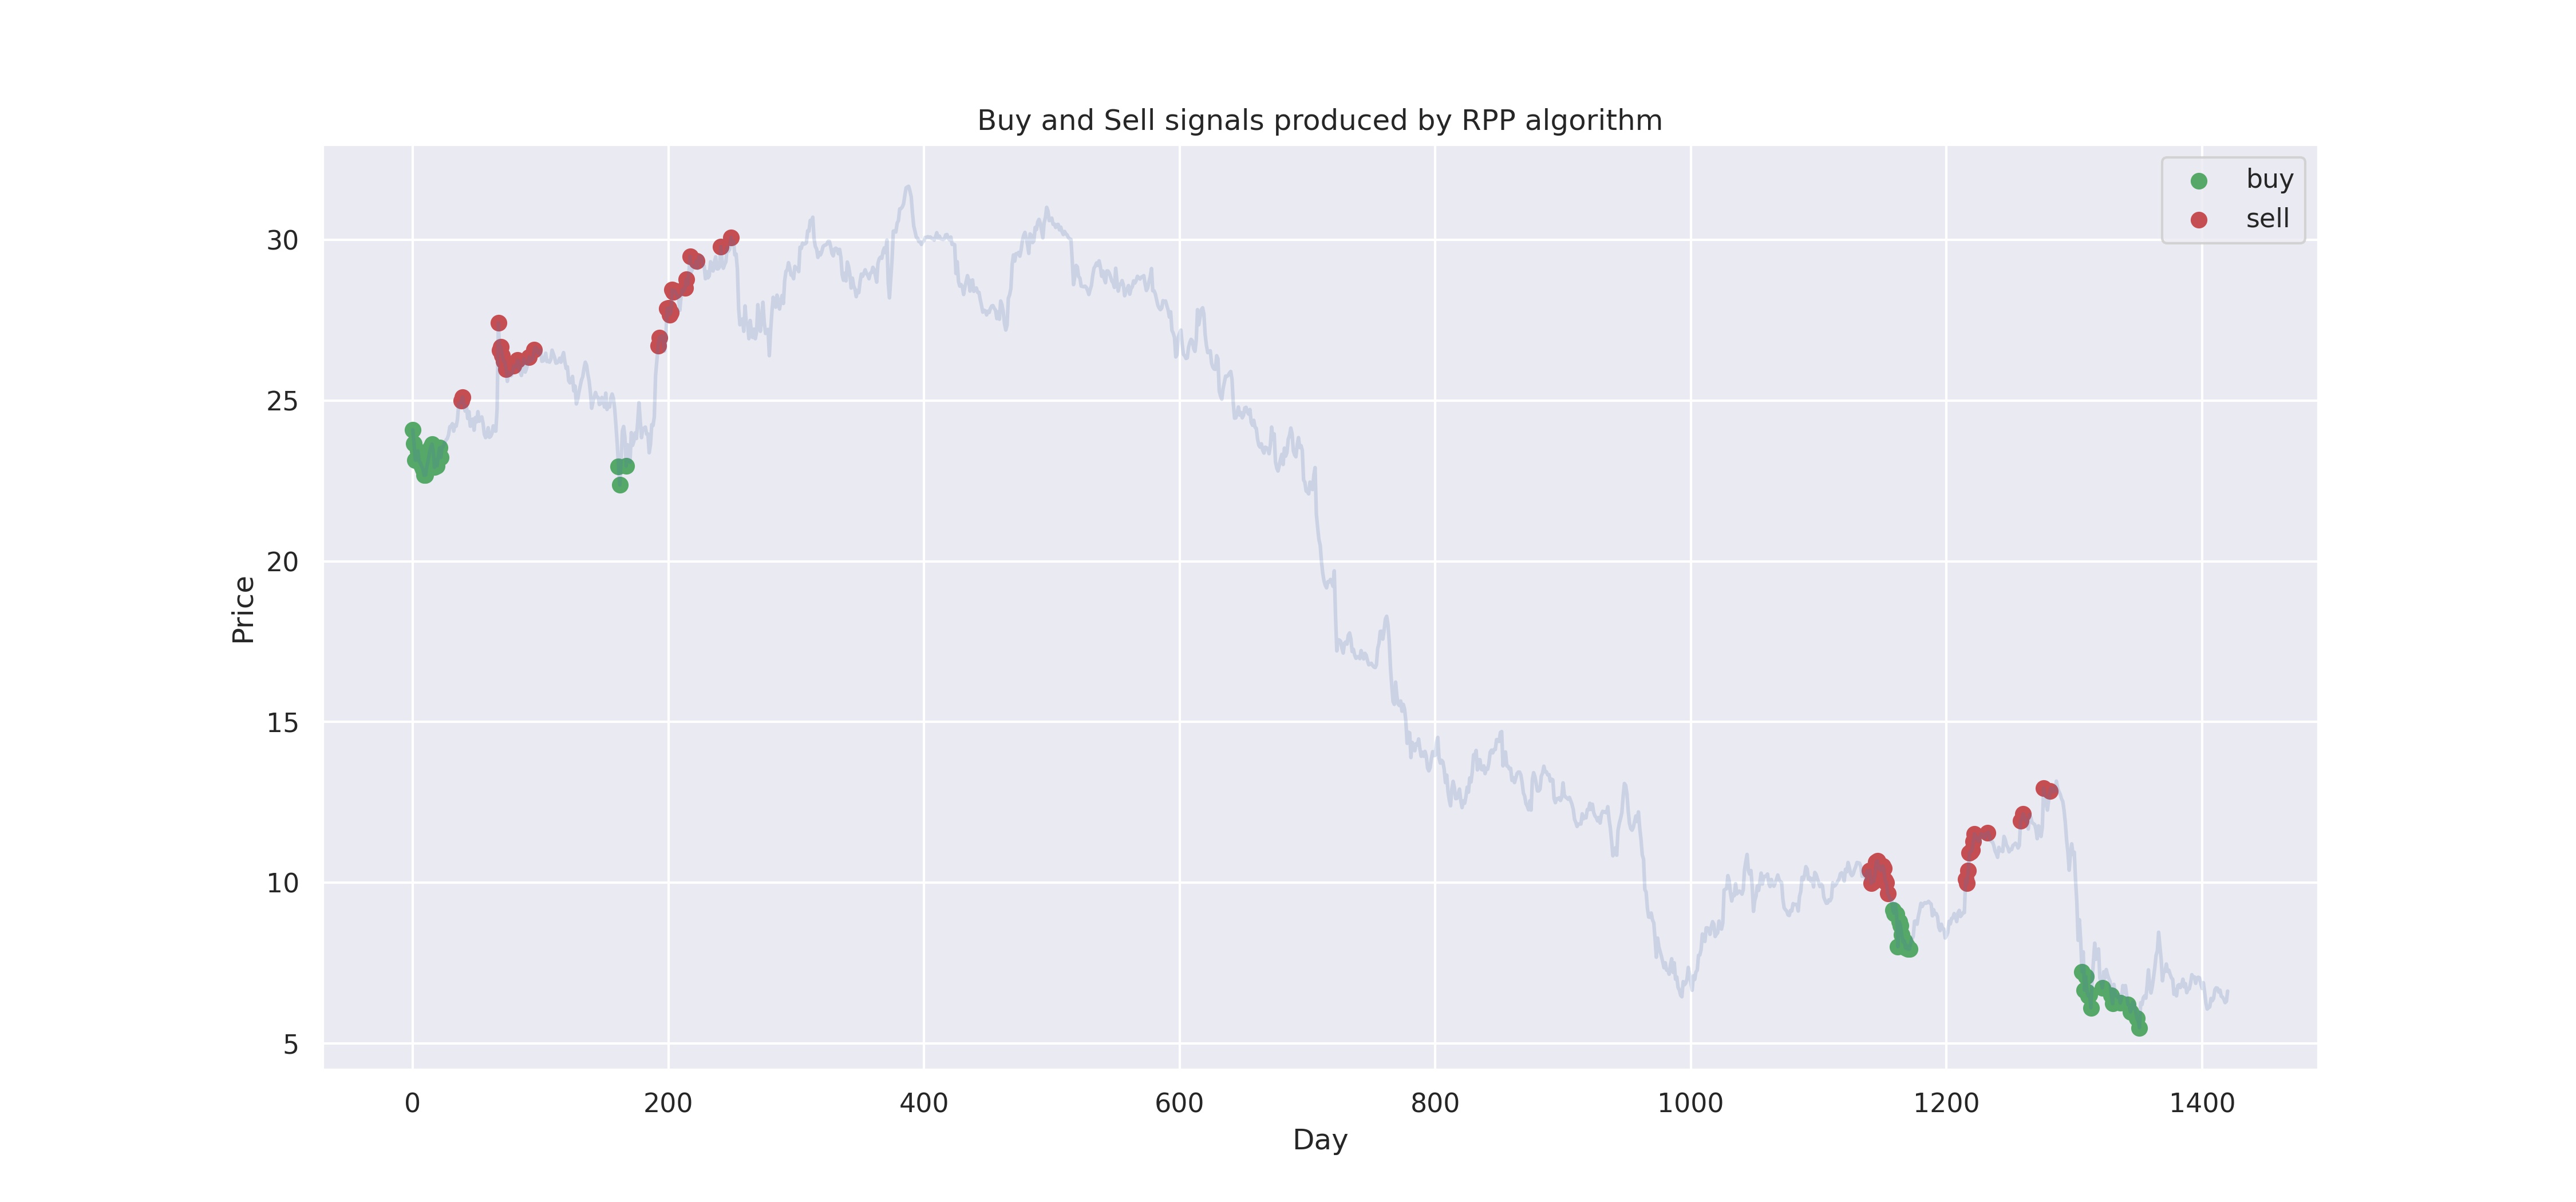 Buy and Sell signals produced by RPP algorithm
buy
sell
30
25
20
15
10
5
Price
0 200 400 600 800 1000 1200 1400
Day